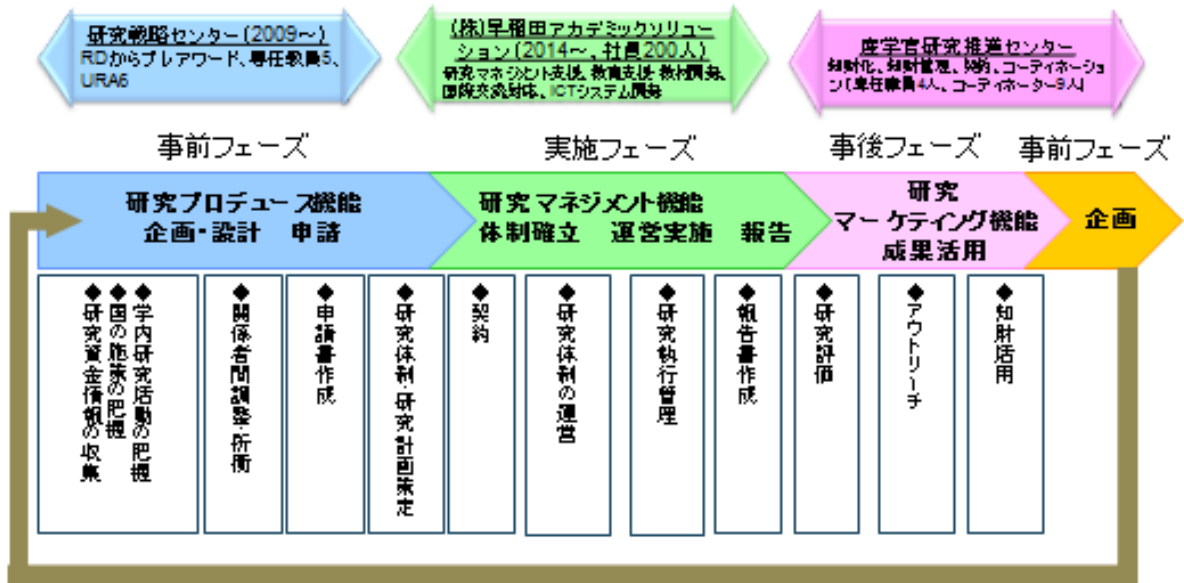 研究戦略センター(2009～)
RDからプレアワード、専任教員5、
URA6
(株)早稲田アカデミックソリュー
ション(2014～、社員200人)
研究マネジメント支援、教育支援・教材開発、
国際交流対応、ICTシステム開発
産学官研究推進センター
知財化、知財管理、契約、コーディネーショ
ン(専任職員4人、コーディネーター9人)
事前フェーズ
実施フェーズ
事後フェーズ
事前フェーズ
研究プロデュース機能
企画・設計 申請
研究マネジメント機能
体制確立 運営実施 報告
研究
マーケティング機能
成果活用
企画
◆学内研究活動の把握
◆国の施策の把握
◆研究資金情報の収集
◆関係者間調整・折衝
◆申請書作成
◆研究体制・研究計画策定
◆契約
◆研究体制の運営
◆研究執行管理
◆報告書作成
◆研究評価
◆アウトリーチ
◆知財活用